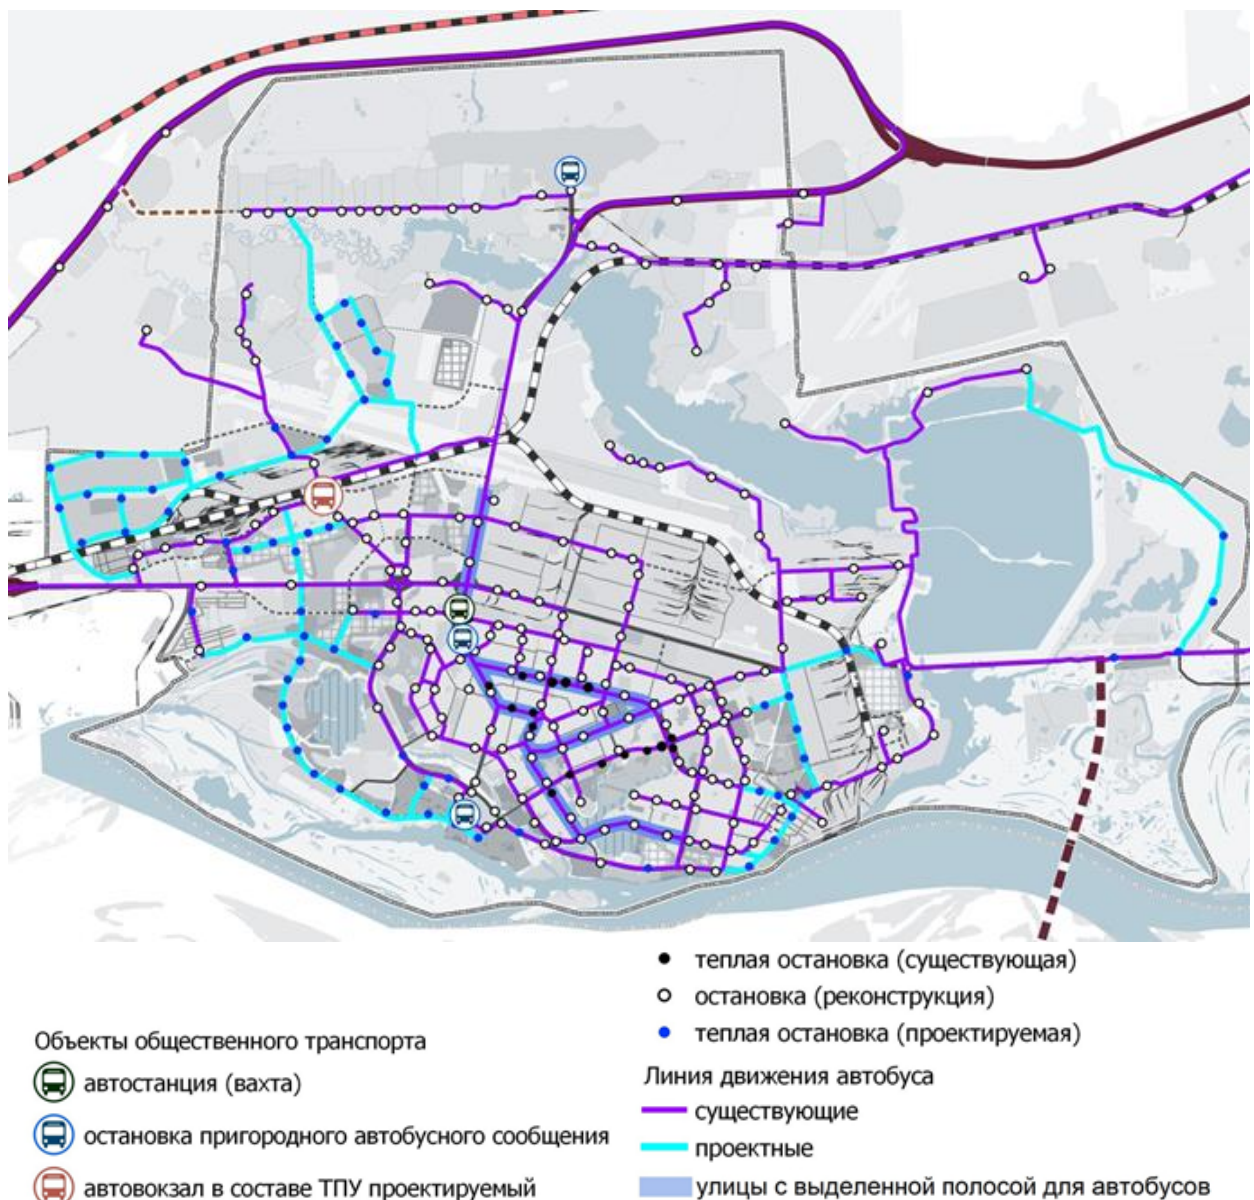 теплая остановка (существующая)
остановка (реконструкция)
теплая остановка (проектируемая)
Объекты общественного транспорта
автостанция (вахта)
остановка пригородного автобусного сообщения
автовокзал в составе ТПУ проектируемый
Линия движения автобуса
существующие
проектные
улицы с выделенной полосой для автобусов